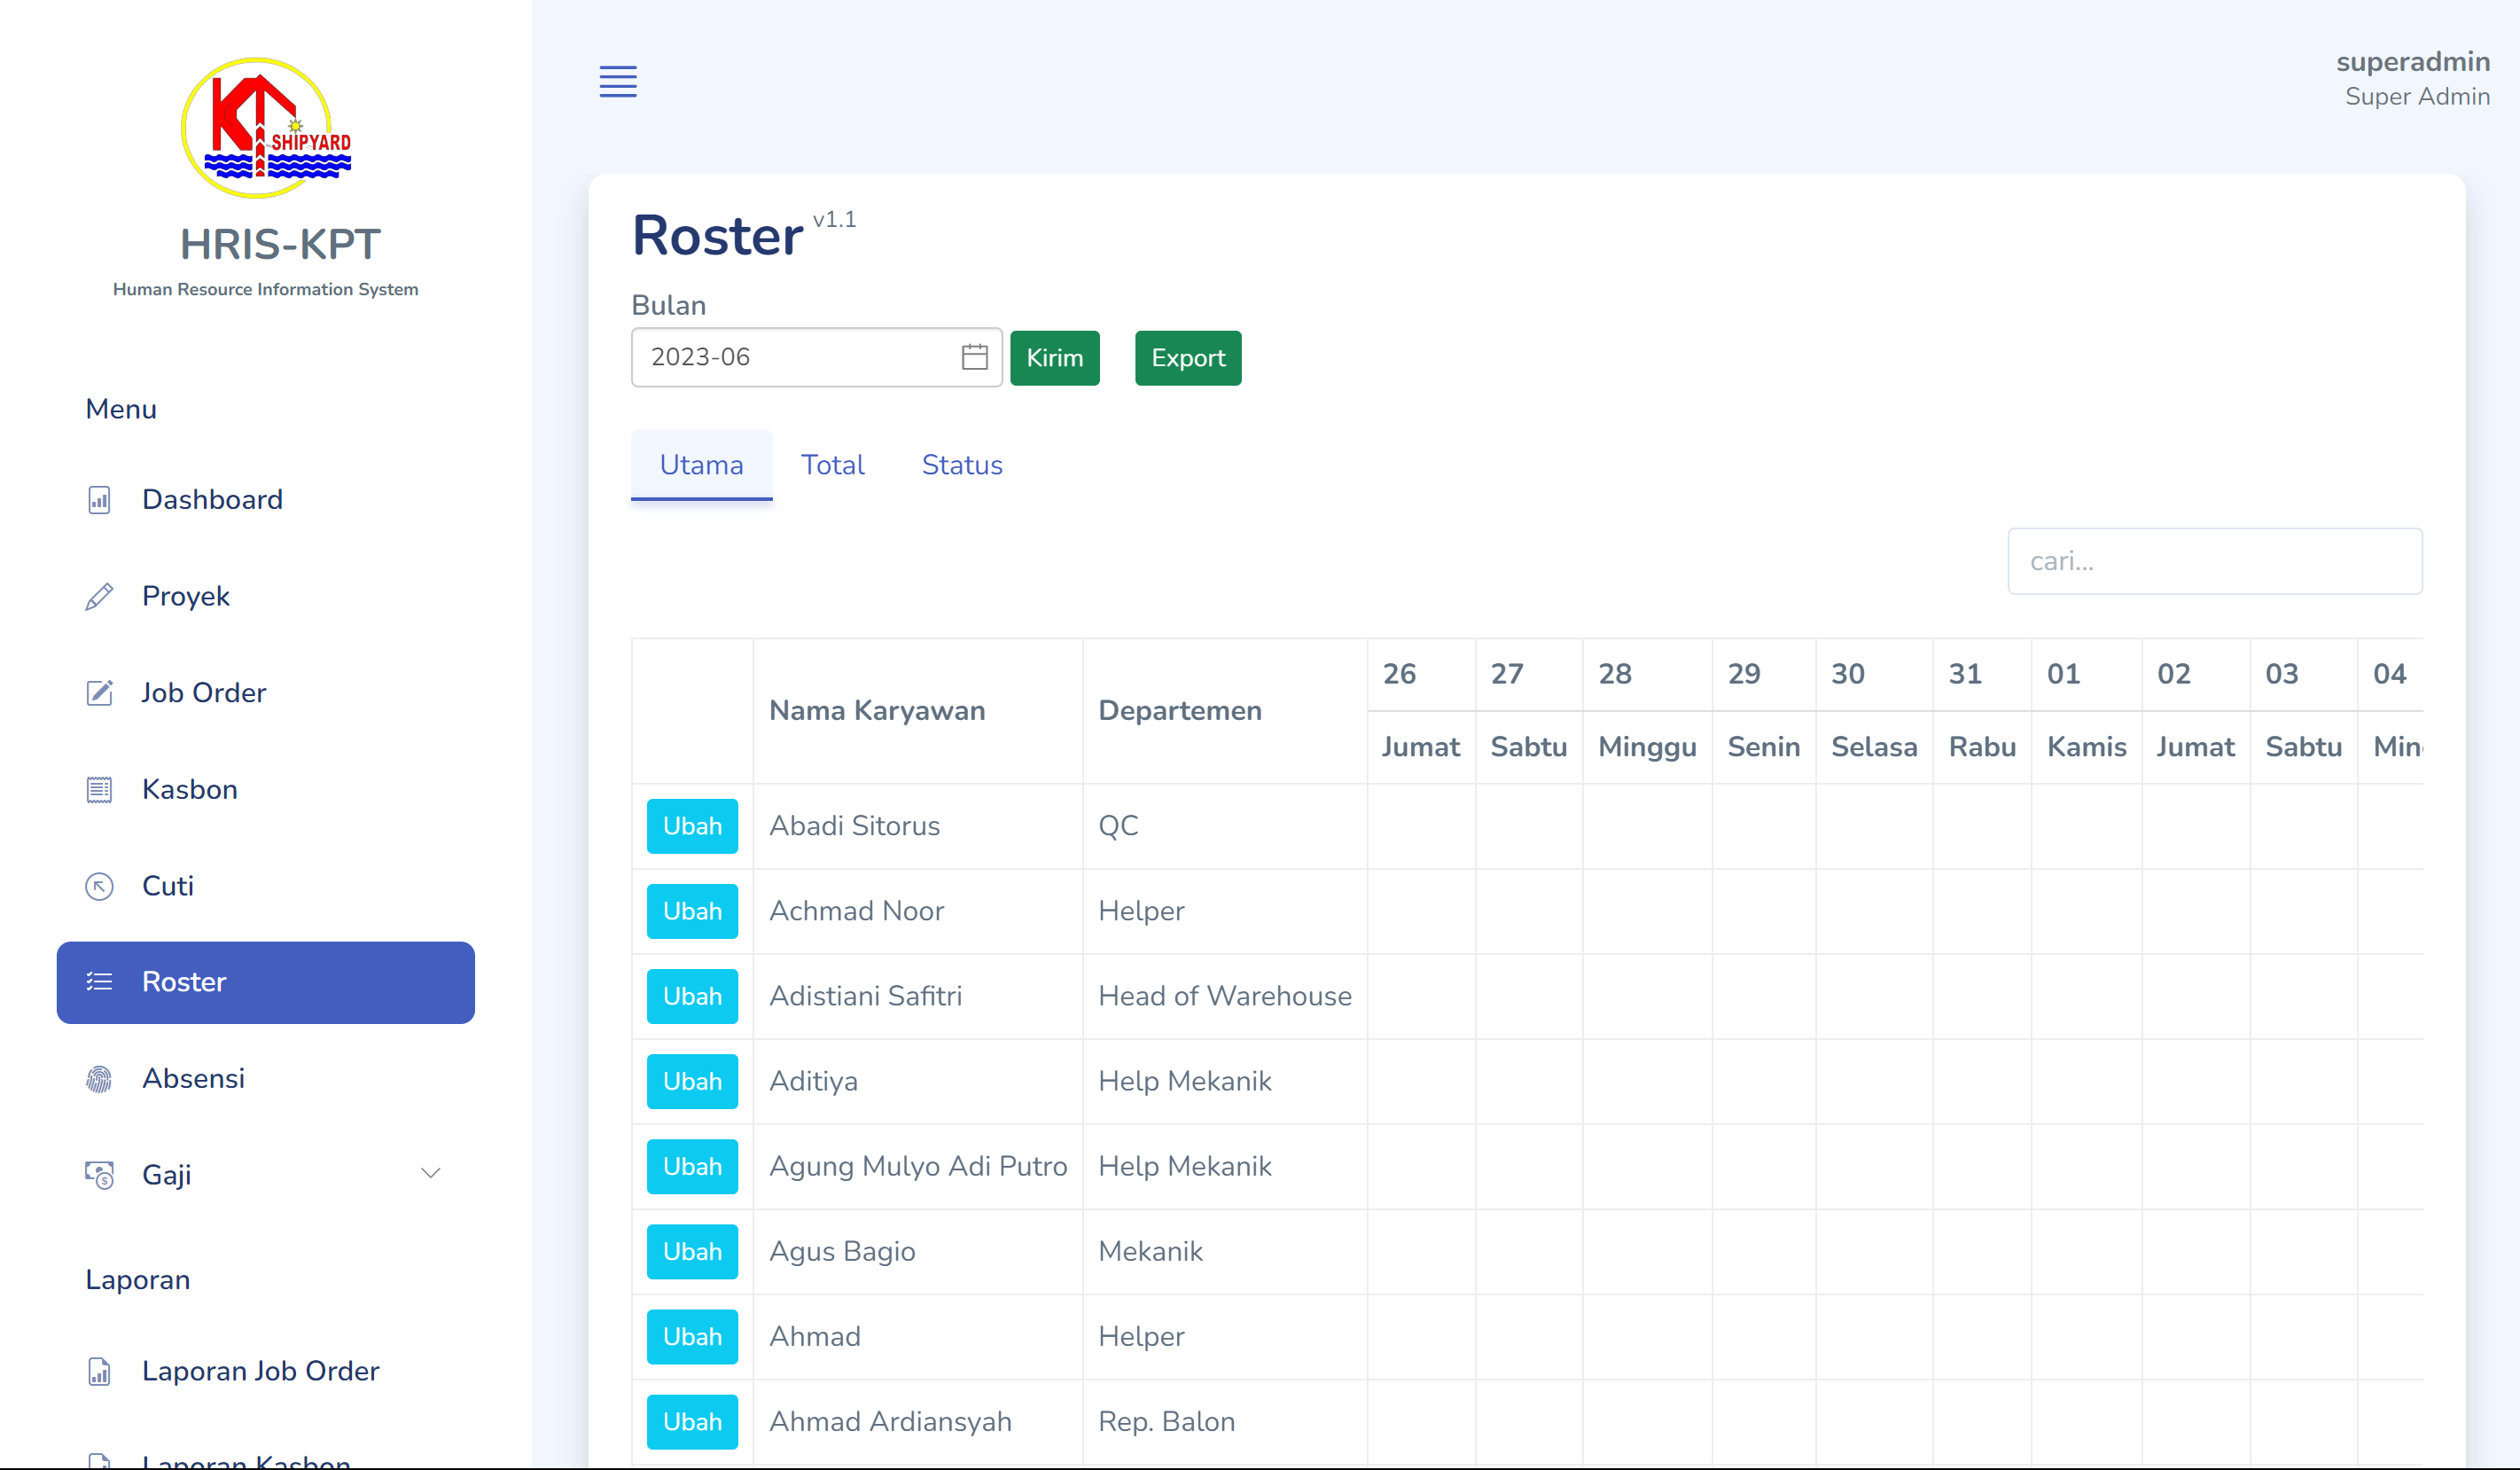 KT SHIPYARD
HRIS-KPT
Human Resource Information System
Menu
Dashboard
Proyek
Job Order
Kasbon
Cuti
Roster
Absensi
Gaji
Laporan
Laporan Job Order
Laporan Kasbon
superadmin
Super Admin
Roster v1.1
Bulan
2023-06 Kirim Export
Utama Total Status
cari...
Nama Karyawan Departemen 26 27 28 29 30 31 01 02 03 04
Jumat Sabtu Minggu Senin Selasa Rabu Kamis Jumat Sabtu
Ubah Abadi Sitorus QC
Ubah Achmad Noor Helper
Ubah Adistiani Safitri Head of Warehouse
Ubah Aditiya Help Mekanik
Ubah Agung Mulyo Adi Putro Help Mekanik
Ubah Agus Bagio Mekanik
Ubah Ahmad Helper
Ubah Ahmad Ardiansyah Rep. Balon